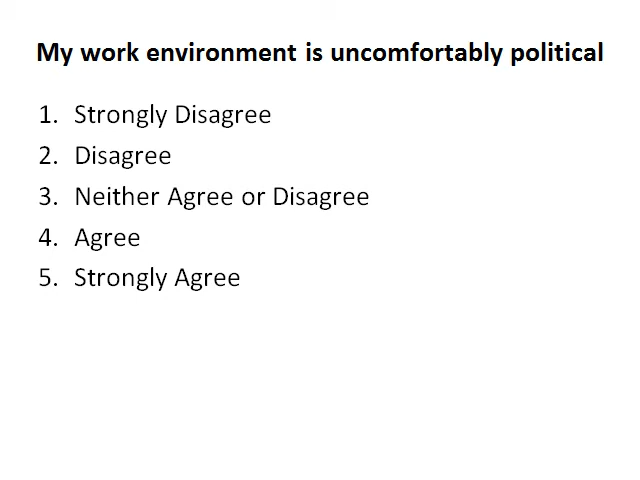 My work environment is uncomfortably political
1. Strongly Disagree
2. Disagree
3. Neither Agree or Disagree
4. Agree
5. Strongly Agree